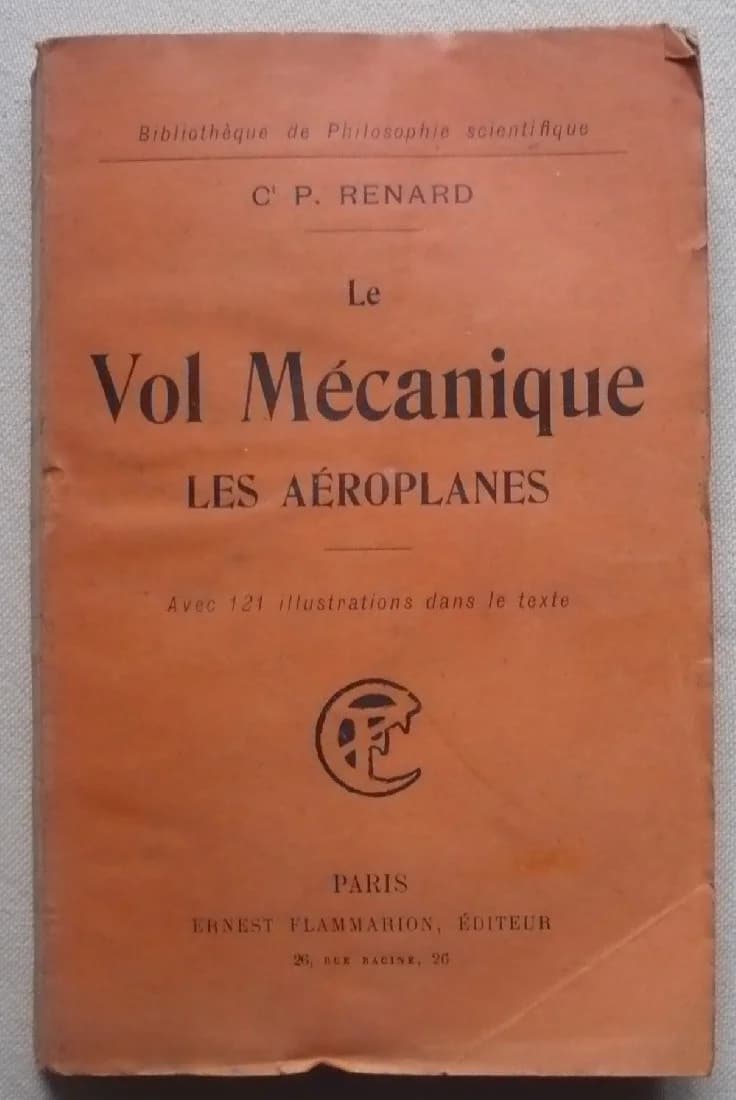 Bibliothèque de Philosophie scientifique
Cᵗ P. RENARD
Le
Vol Mécanique
LES AÉROPLANES
Avec 121 illustrations dans le texte
PARIS
ERNEST FLAMMARION, ÉDITEUR
26, RUE RACINE, 26